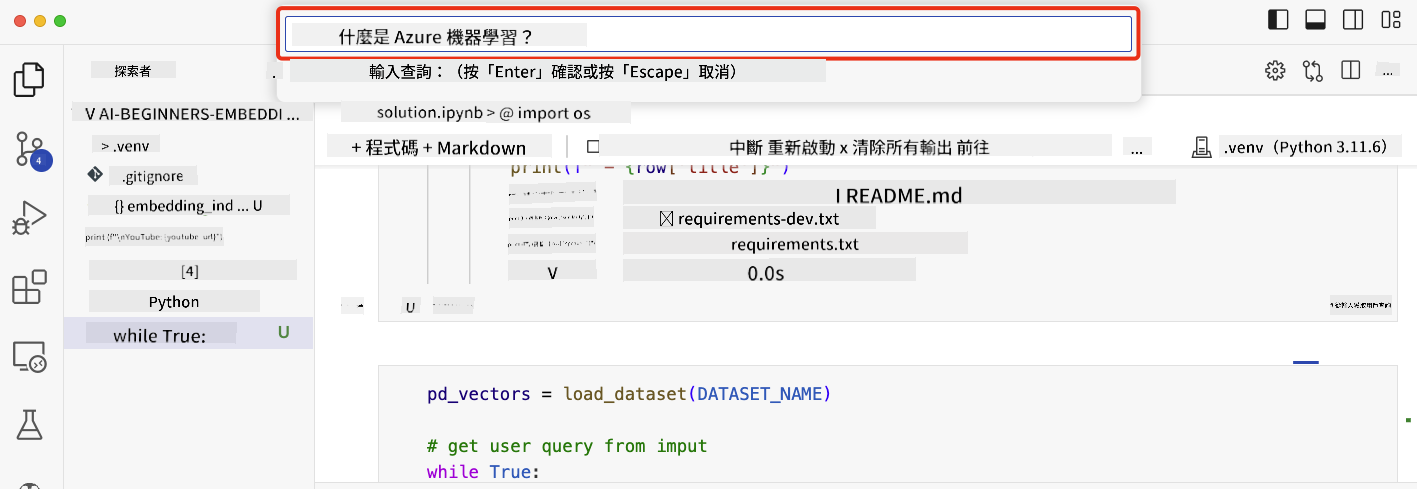 什麼是 Azure 機器學習？
輸入查詢：（按「Enter」確認或按「Escape」取消）
探索者
...
V AI-BEGINNERS-EMBEDDI ...
> .venv
.gitignore
{} embedding_ind ... U
print (f"\nYouTube: {youtube_url}")
[4]
Python
while True: U
4
solution.ipynb > @ import os
+ 程式碼 + Markdown
中斷 重新啟動 x 清除所有輸出 前往
...
.venv（Python 3.11.6）
print(f" - {row["title"]}")
I README.md
requirements-dev.txt
requirements.txt
V 0.0s
U
pd_vectors = load_dataset(DATASET_NAME)
# get user query from imput
while True: